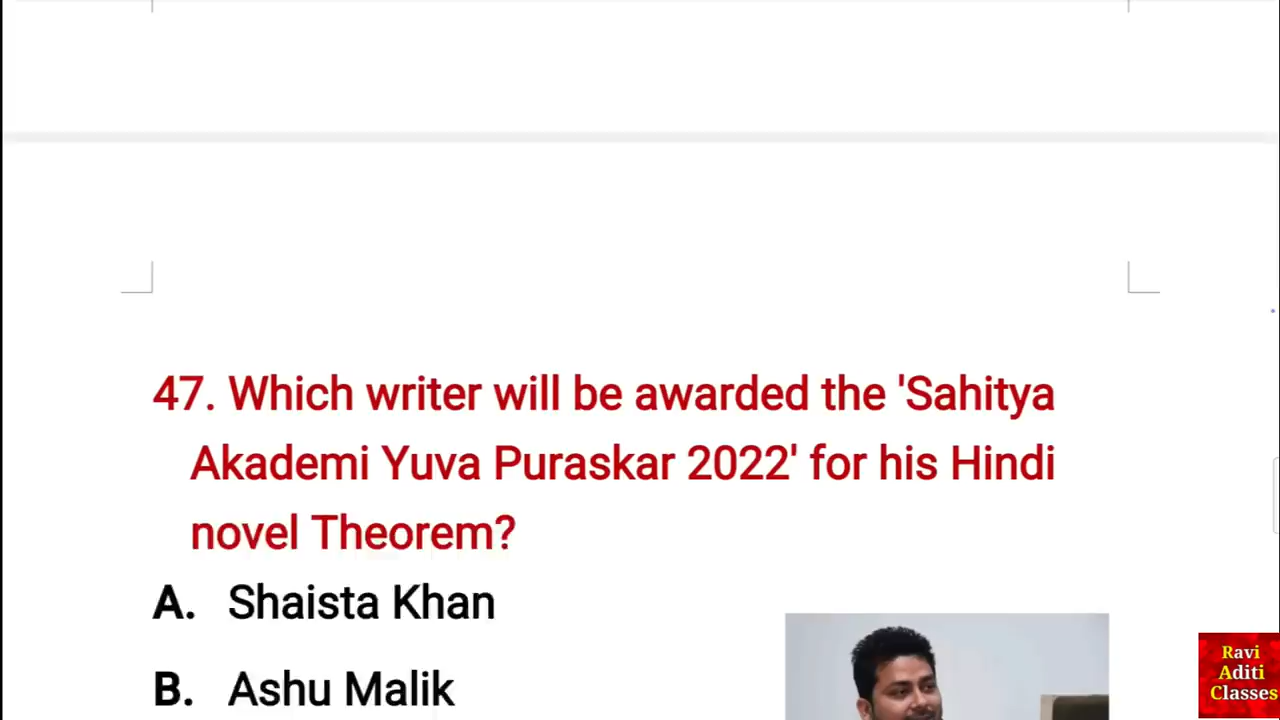 47. Which writer will be awarded the 'Sahitya
Akademi Yuva Puraskar 2022' for his Hindi
novel Theorem?
A. Shaista Khan
B. Ashu Malik
Ravi
Aditi
Classes